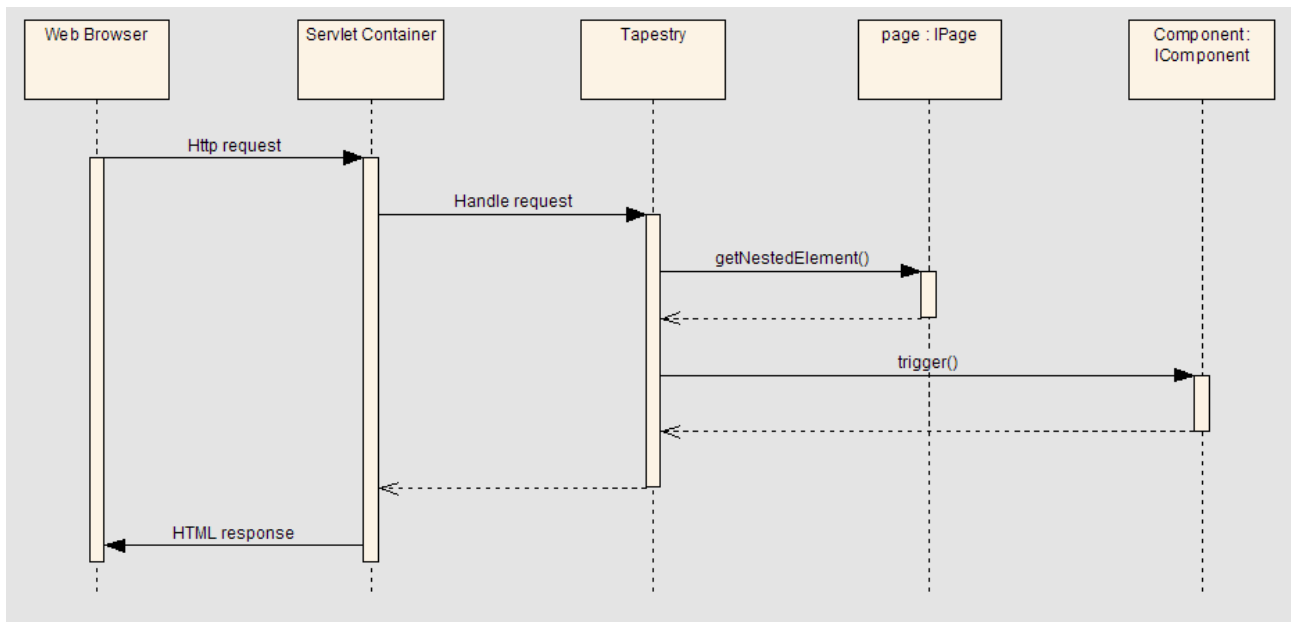 Web Browser
Servlet Container
Tapestry
page : IPage
Component :
IComponent
Http request
Handle request
getNestedElement()
trigger()
HTML response